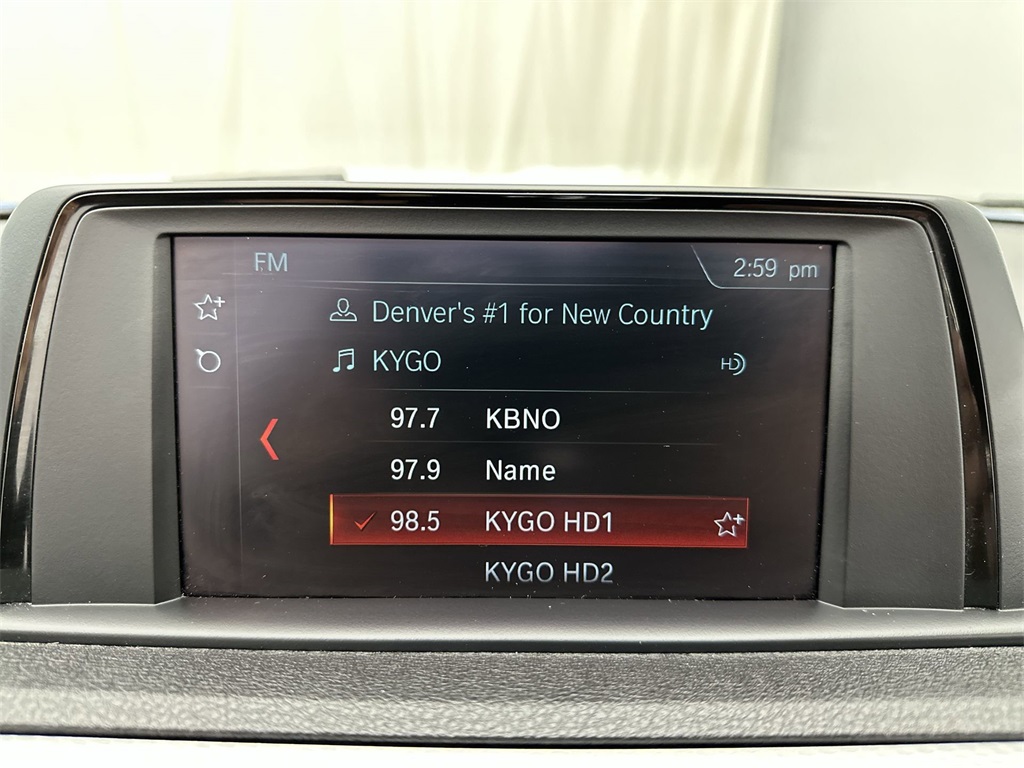 FM 2:59 pm
Denver's #1 for New Country
KYGO HD
97.7 KBNO
97.9 Name
98.5 KYGO HD1
KYGO HD2